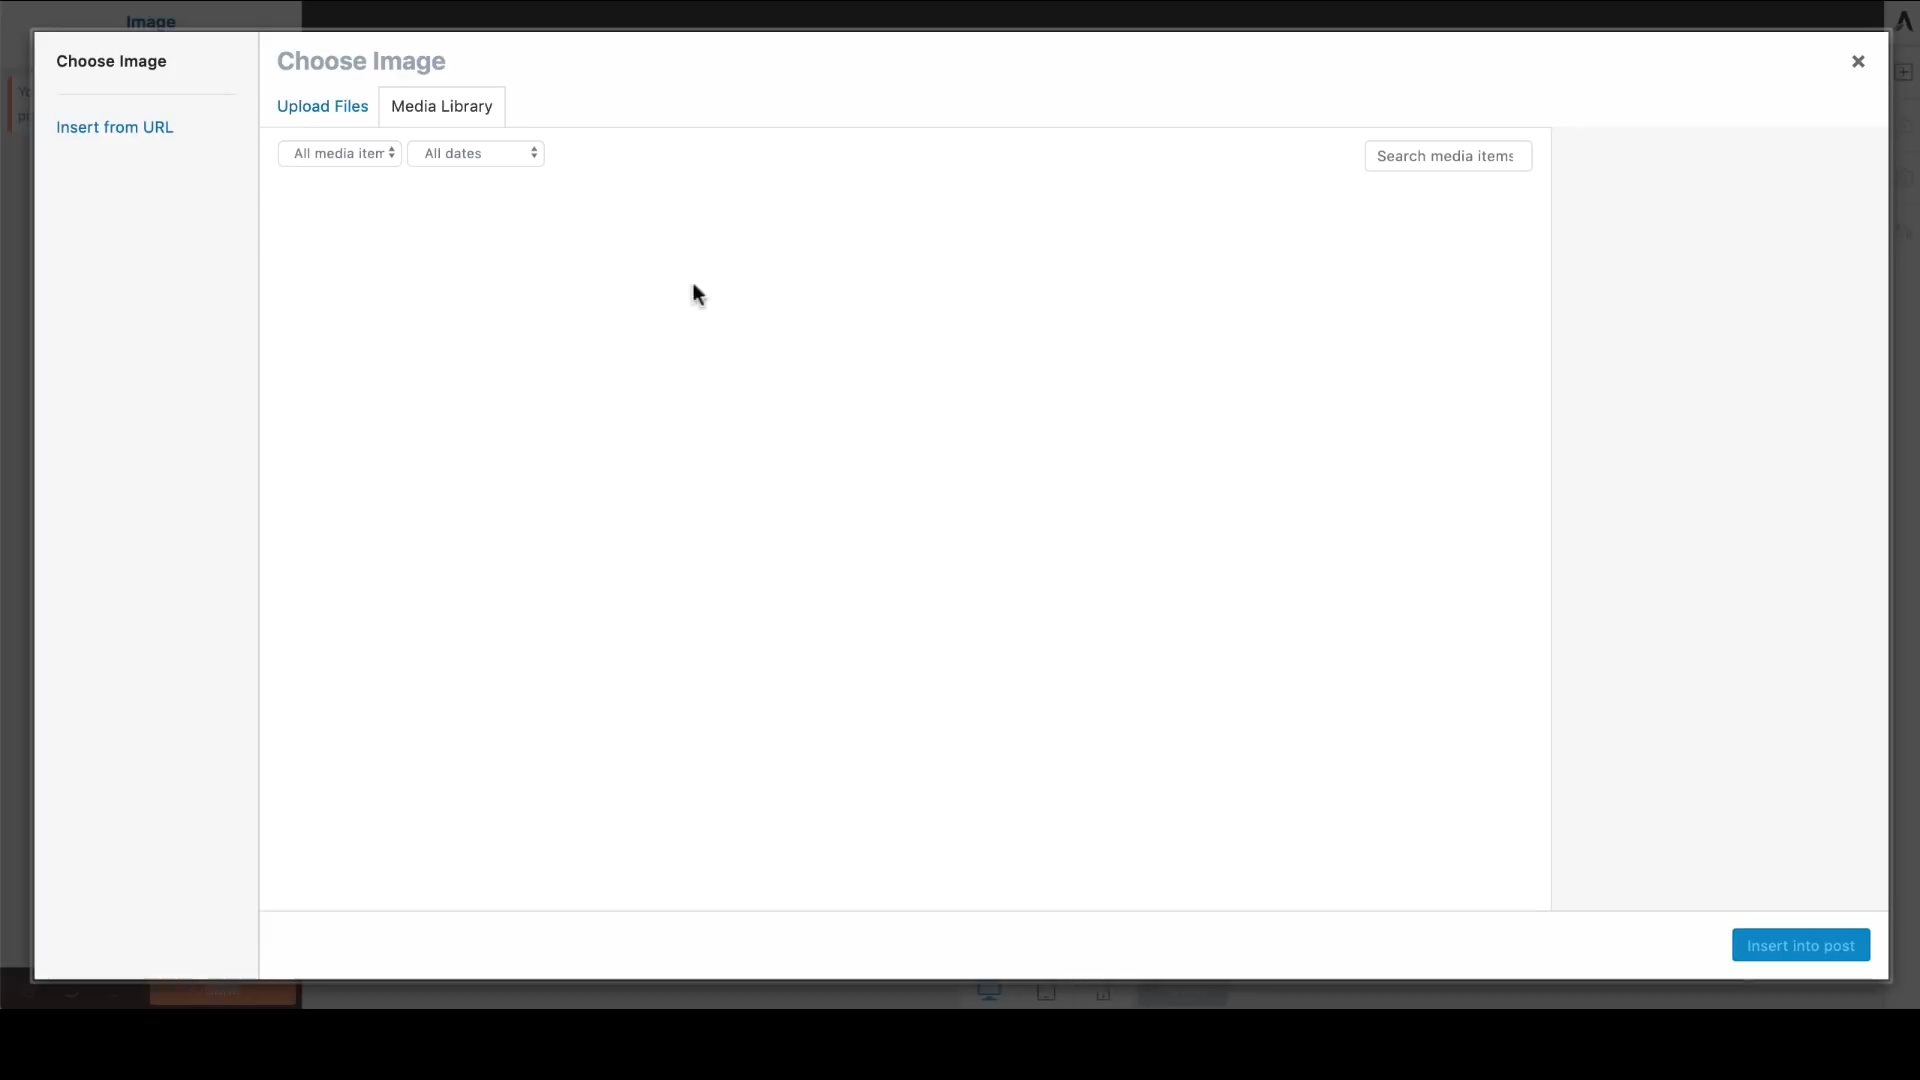 Image
Choose Image
Insert from URL
Choose Image
Upload Files
Media Library
All media item
All dates
Search media items
Insert into post